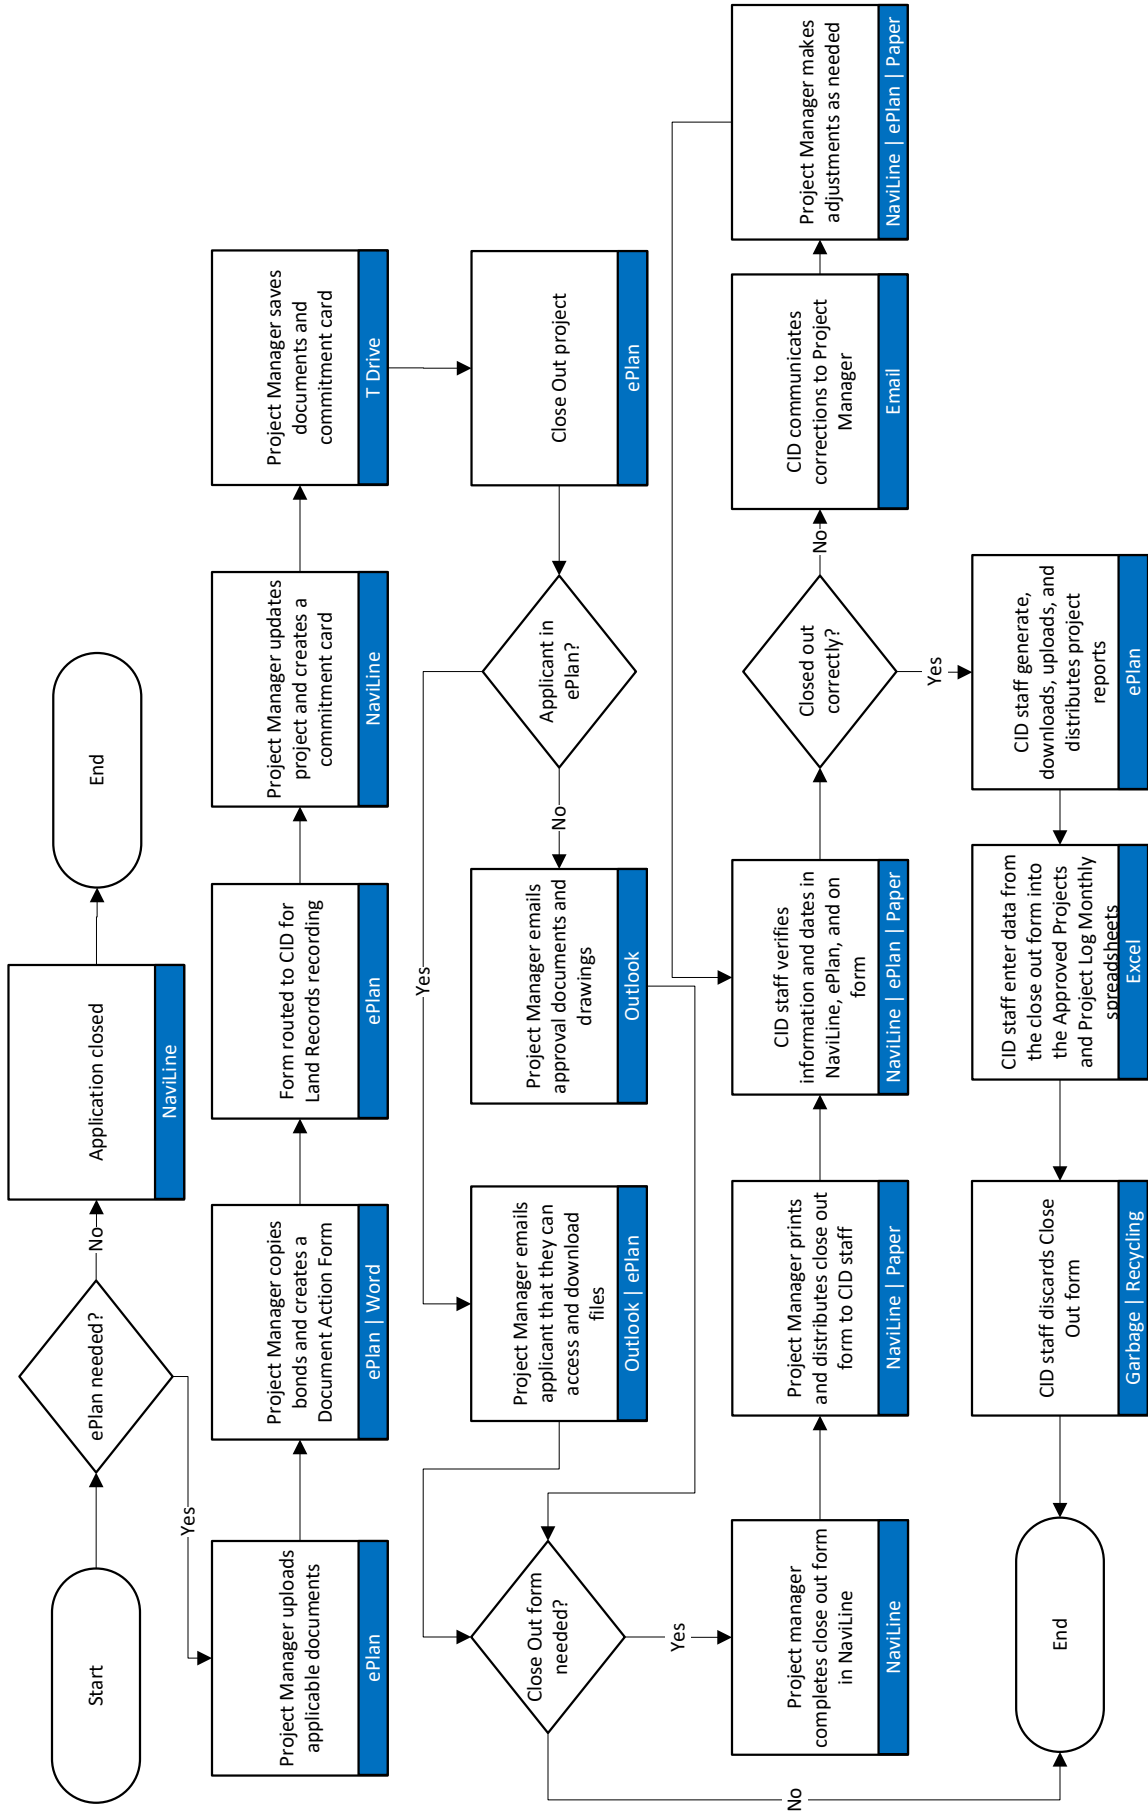 Start
ePlan needed?
No
Application closed
NaviLine
End
Yes
Project Manager uploads
applicable documents
ePlan
Project Manager copies
bonds and creates a
Document Action Form
ePlan | Word
Form routed to CID for
Land Records recording
ePlan
Project Manager updates
project and creates a
commitment card
NaviLine
Project Manager saves
documents and
commitment card
T Drive
Close Out project
ePlan
Applicant in
ePlan?
Yes
No
Project Manager emails
approval documents and
drawings
Outlook
Project Manager emails
applicant that they can
access and download
files
Outlook | ePlan
Close Out form
needed?
Yes
No
Project manager
completes close out form
in NaviLine
NaviLine
Project Manager prints
and distributes close out
form to CID staff
NaviLine | Paper
CID staff verifies
information and dates in
NaviLine, ePlan, and on
form
NaviLine | ePlan | Paper
Closed out
correctly?
No
CID communicates
corrections to Project
Manager
Email
Project Manager makes
adjustments as needed
NaviLine | ePlan | Paper
Yes
CID staff generate,
downloads, uploads, and
distributes project
reports
ePlan
CID staff enter data from
the close out form into
the Approved Projects
and Project Log Monthly
spreadsheets
Excel
CID staff discards Close
Out form
Garbage | Recycling
End